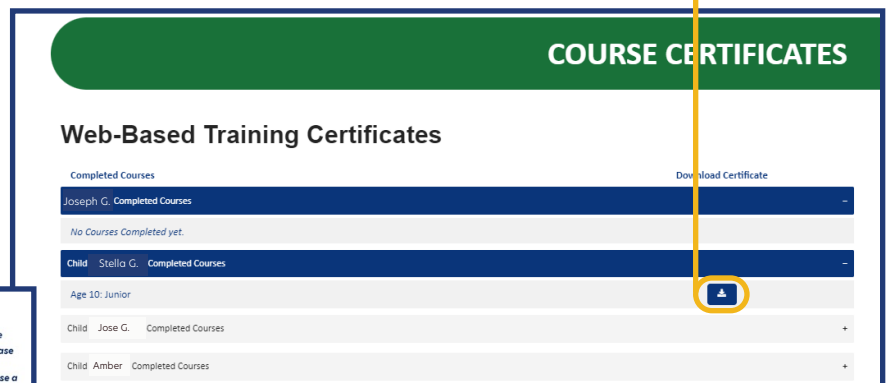 COURSE CERTIFICATES
Web-Based Training Certificates
Completed Courses Download Certificate
Joseph G. Completed Courses –
No Courses Completed yet.
Child Stella G. Completed Courses –
Age 10: Junior
Child Jose G. Completed Courses +
Child Amber Completed Courses +